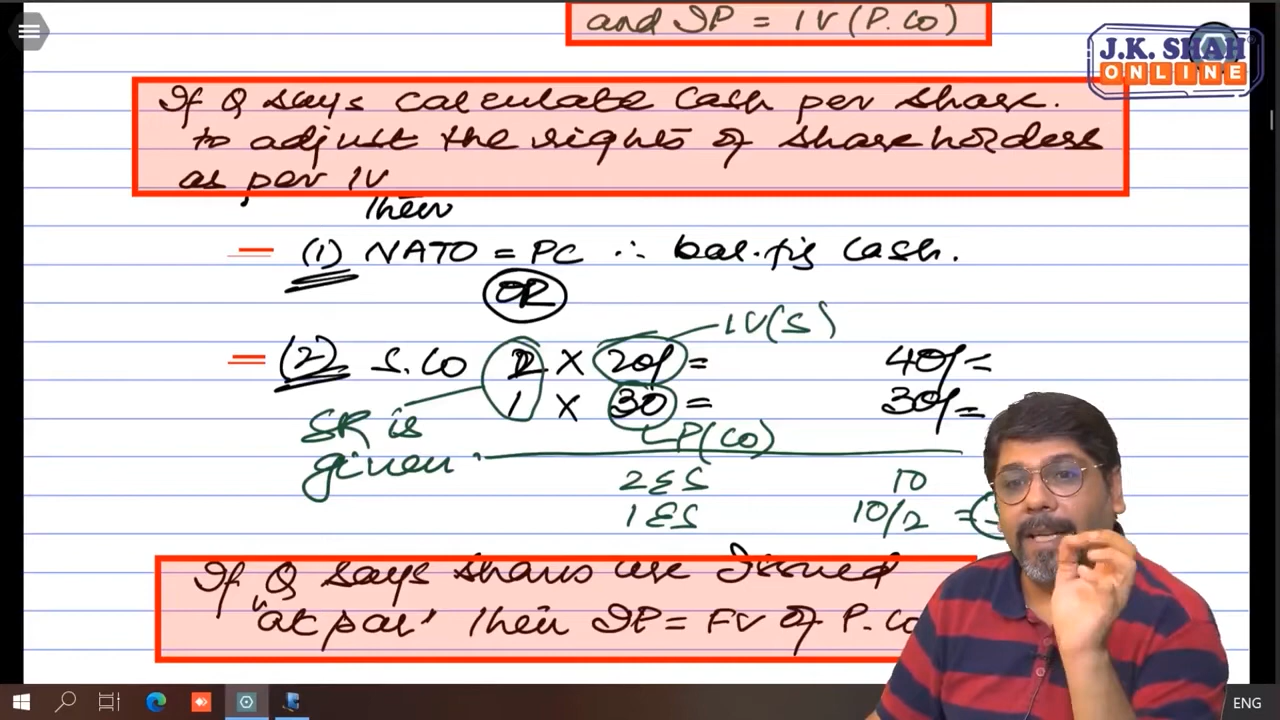 and IP = IV (P.CO)
J.K. SHAH
ONLINE
If Q says calculate cash per share.
to adjust the rights of shareholders
as per IV
then
(1) NATO = PC ∴ bal.fig cash.
OR
IV(S)
(2) S.CO 2 X 20/= 40/=
1 X 30 = 30/=
SR is
given
P(CO)
2ES 10
1ES 10/2 =
If Q says shares are Issued
"at par" then IP = FV of P.Co
ENG